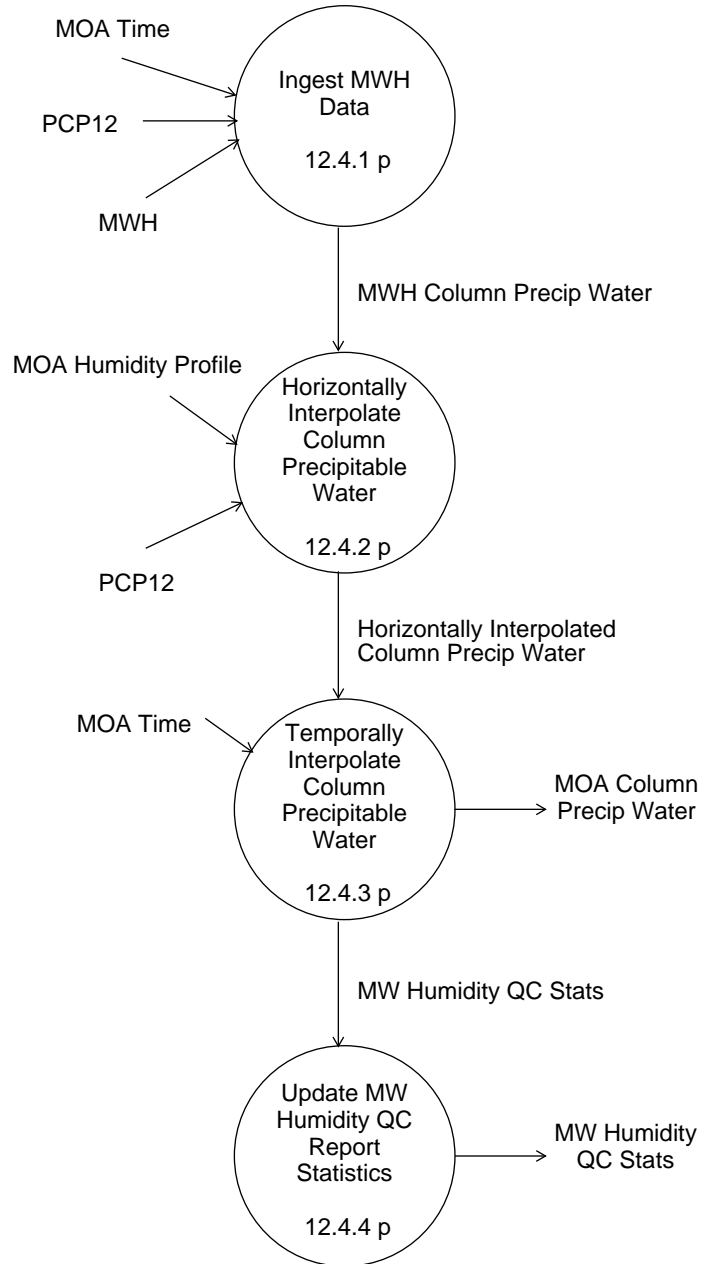 MOA Time
PCP12
MWH
Ingest MWH
Data
12.4.1 p
MWH Column Precip Water
MOA Humidity Profile
PCP12
Horizontally
Interpolate
Column
Precipitable
Water
12.4.2 p
Horizontally Interpolated
Column Precip Water
MOA Time
Temporally
Interpolate
Column
Precipitable
Water
12.4.3 p
MOA Column
Precip Water
MW Humidity QC Stats
Update MW
Humidity QC
Report
Statistics
12.4.4 p
MW Humidity
QC Stats